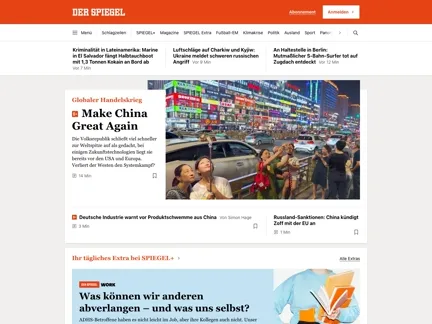 DER SPIEGEL
Abonnement
Anmelden
Menü
Schlagzeilen
SPIEGEL+
Magazine
SPIEGEL Extra
Fußball-EM
Klimakrise
Politik
Ausland
Sport
Kriminalität in Lateinamerika: Marine
in El Salvador fängt Halbtauchboot
mit 1,3 Tonnen Kokain an Bord ab
Vor 7 Min
Luftschläge auf Charkiw und Kyjiw:
Ukraine meldet schweren russischen
Angriff Vor 9 Min
An Haltestelle in Berlin:
Mutmaßlicher S-Bahn-Surfer tot auf
Zugdach entdeckt Vor 12 Min
Globaler Handelskrieg
Make China
Great Again
Die Volksrepublik schließt viel schneller
zur Weltspitze auf als gedacht, bei
einigen Zukunftstechnologien liegt sie
bereits vor den USA und Europa.
Verliert der Westen den Systemkampf?
14 Min
Deutsche Industrie warnt vor Produktschwemme aus China Von Simon Hage
3 Min
Russland-Sanktionen: China kündigt
Zoff mit der EU an
1 Min
Ihr tägliches Extra bei SPIEGEL+
Alle Extras
DER SPIEGEL WORK
Was können wir anderen
abverlangen – und was uns selbst?
ADHS-Betroffene haben es nicht leicht im Job, aber ihre Kollegen auch nicht. Unser